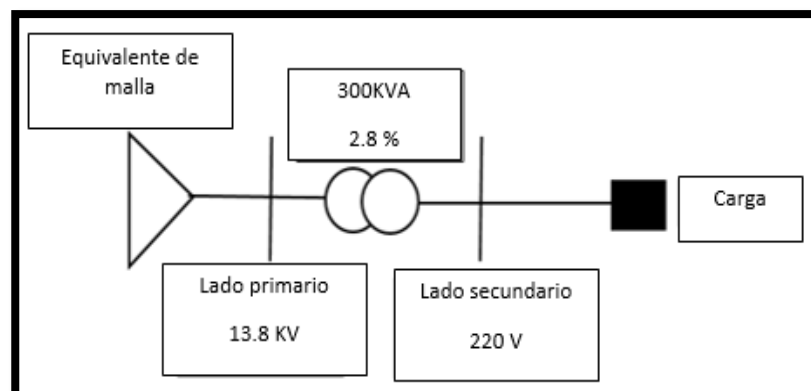 Equivalente de
malla
300KVA
2.8 %
Carga
Lado primario
13.8 KV
Lado secundario
220 V